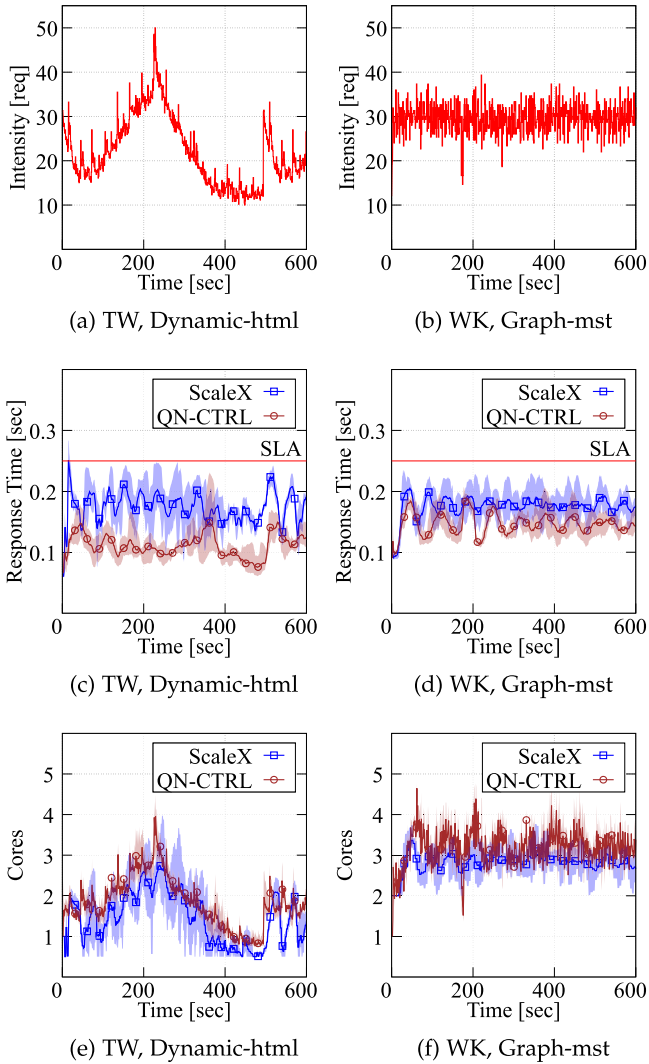 50
40
30
20
10
Intensity [req]
0 200 400 600
Time [sec]
(a) TW, Dynamic-html
50
40
30
20
10
Intensity [req]
0 200 400 600
Time [sec]
(b) WK, Graph-mst
ScaleX
QN-CTRL
SLA
0.3
0.2
0.1
Response Time [sec]
0 200 400 600
Time [sec]
(c) TW, Dynamic-html
ScaleX
QN-CTRL
SLA
0.3
0.2
0.1
Response Time [sec]
0 200 400 600
Time [sec]
(d) WK, Graph-mst
ScaleX
QN-CTRL
5
4
3
2
1
Cores
0 200 400 600
Time [sec]
(e) TW, Dynamic-html
ScaleX
QN-CTRL
5
4
3
2
1
Cores
0 200 400 600
Time [sec]
(f) WK, Graph-mst